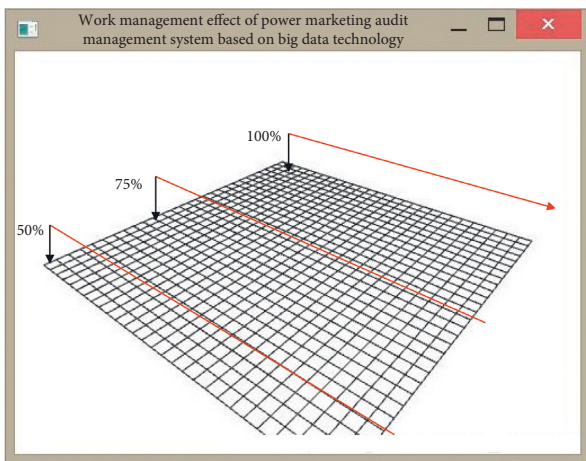 Work management effect of power marketing audit
management system based on big data technology
100%
75%
50%